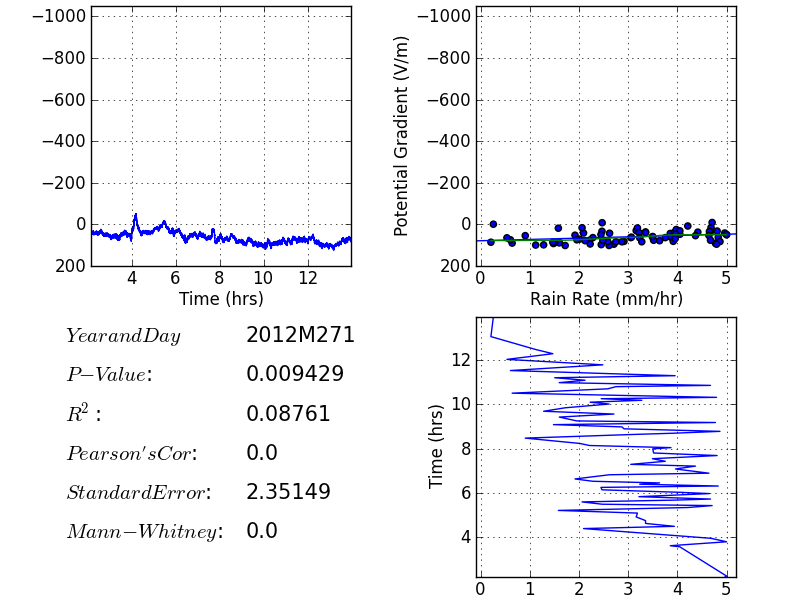 −1000
−800
−600
−400
−200
0
200
4 6 8 10 12
Time (hrs)
Potential Gradient (V/m)
−1000
−800
−600
−400
−200
0
200
0 1 2 3 4 5
Rain Rate (mm/hr)
YearandDay 2012M271
P−Value: 0.009429
R² : 0.08761
Pearson'sCor: 0.0
StandardError: 2.35149
Mann−Whitney: 0.0
Time (hrs)
12
10
8
6
4
0 1 2 3 4 5